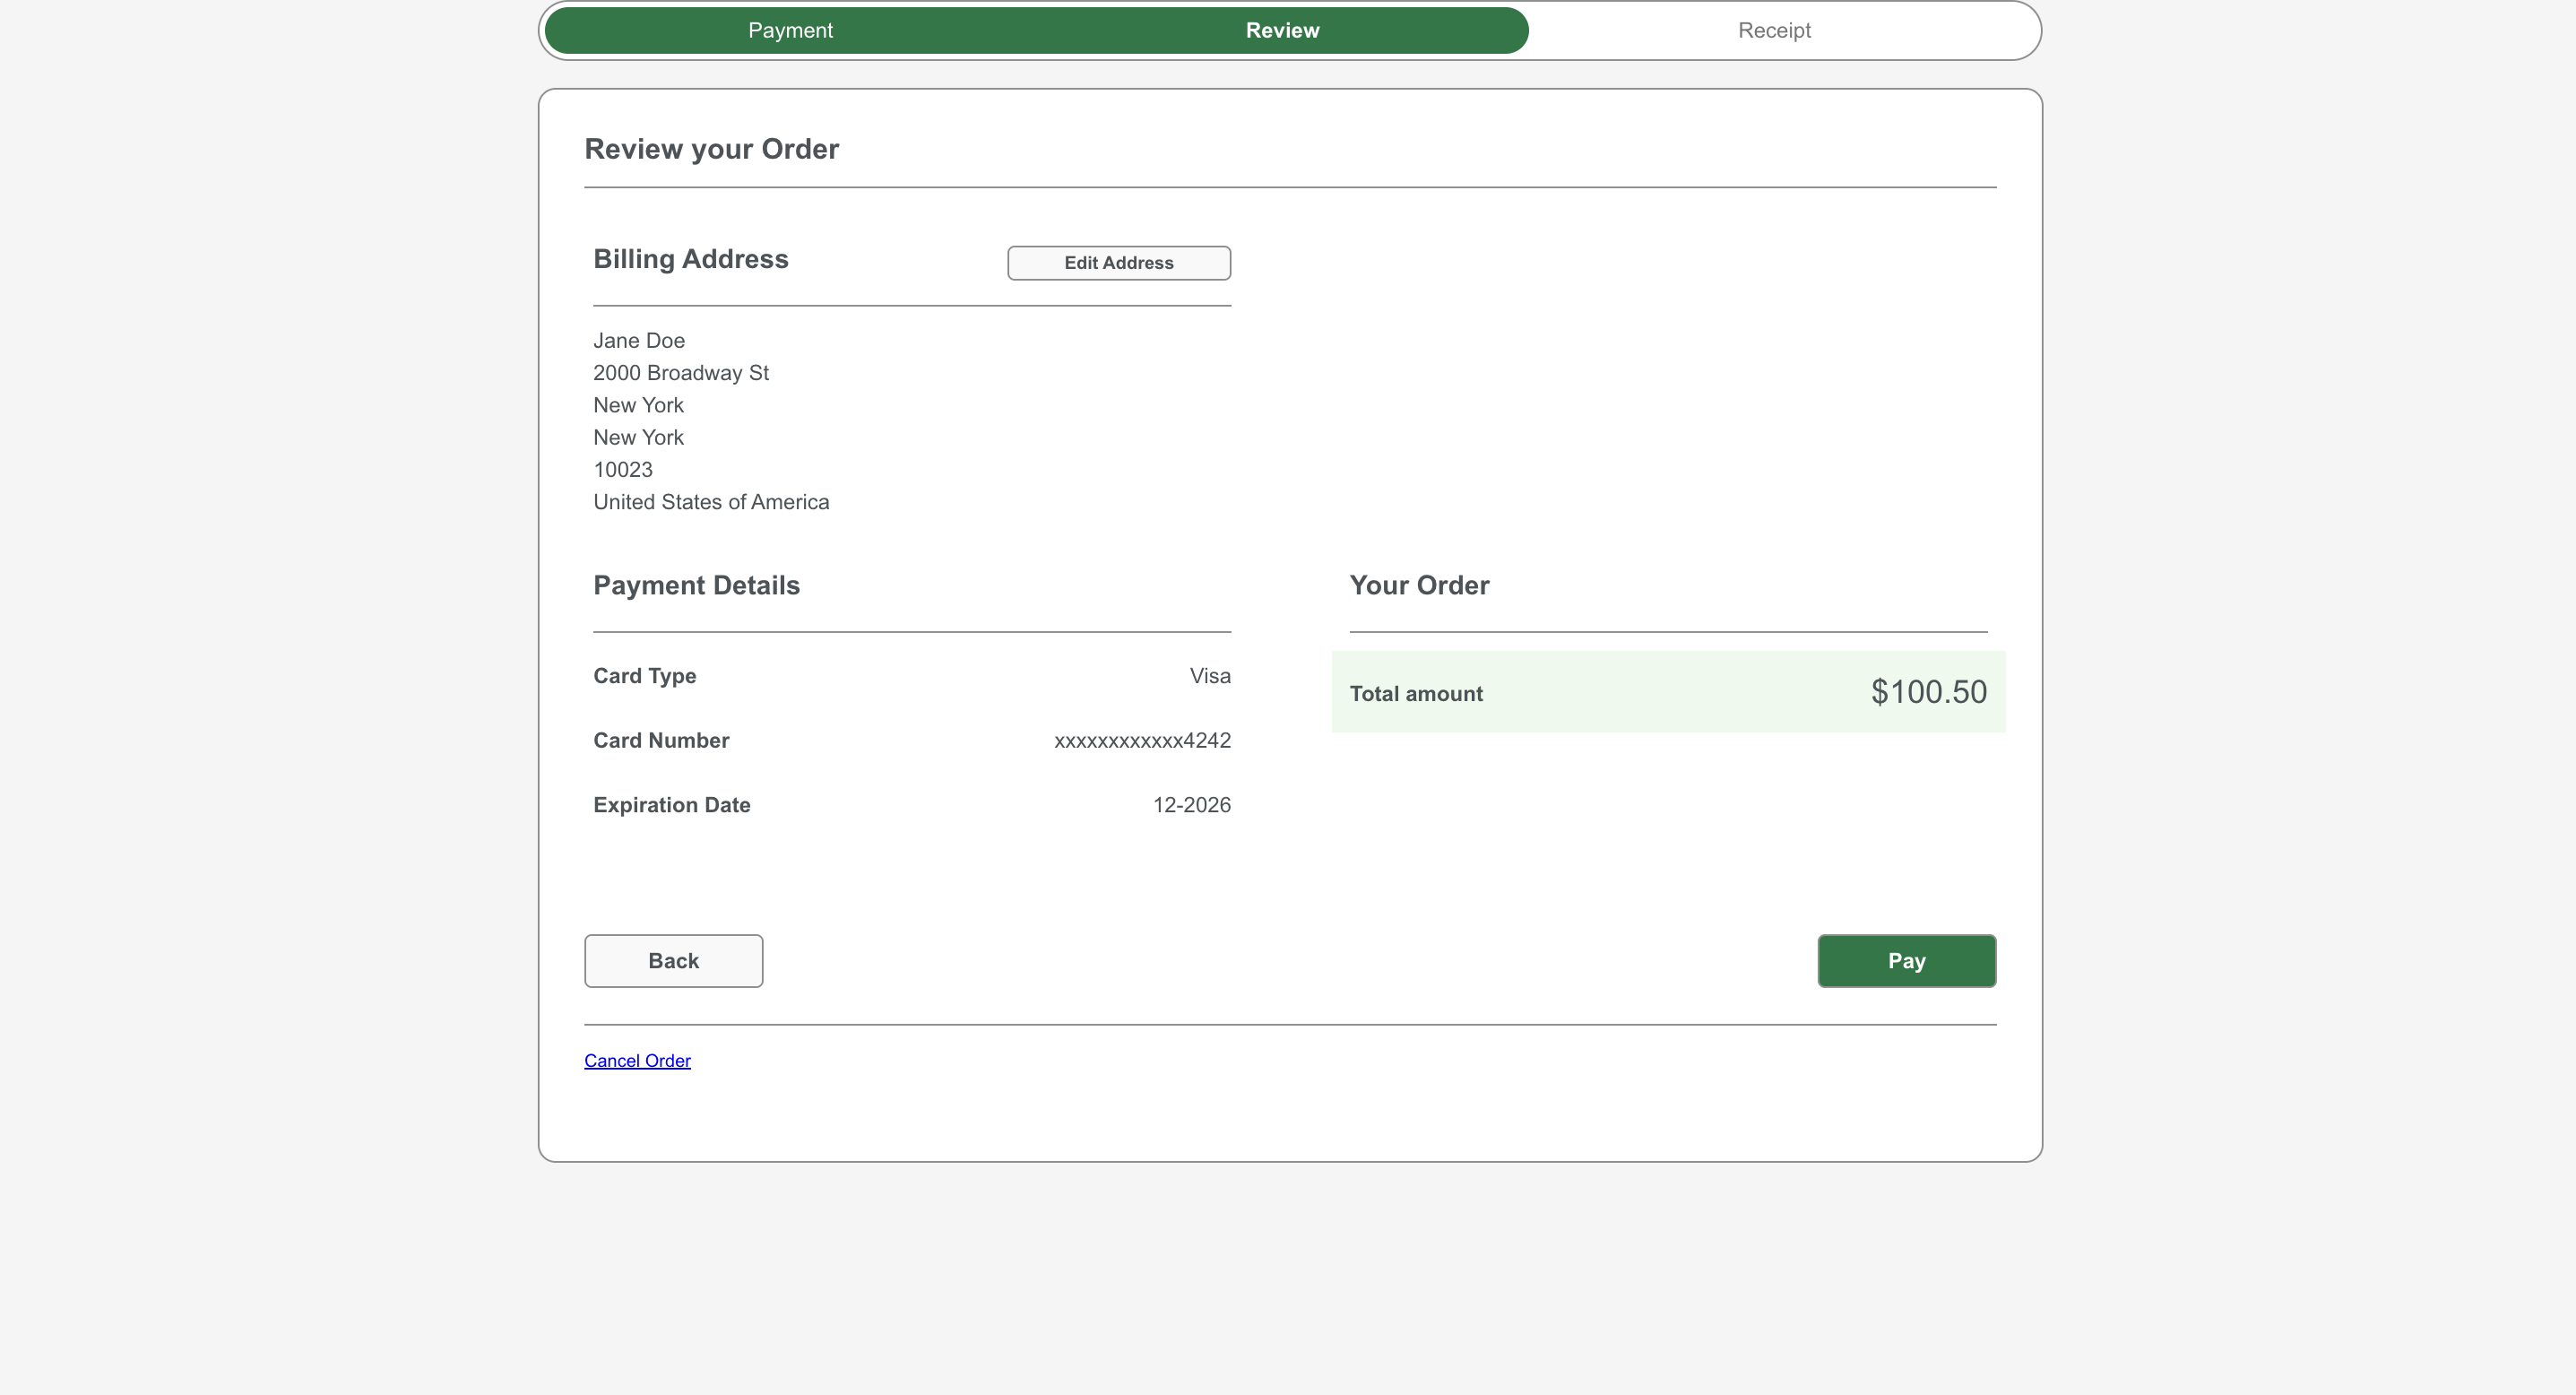 Payment Review Receipt
Review your Order
Billing Address Edit Address
Jane Doe
2000 Broadway St
New York
New York
10023
United States of America
Payment Details
Card Type Visa
Card Number xxxxxxxxxxxx4242
Expiration Date 12-2026
Your Order
Total amount $100.50
Back Pay
Cancel Order